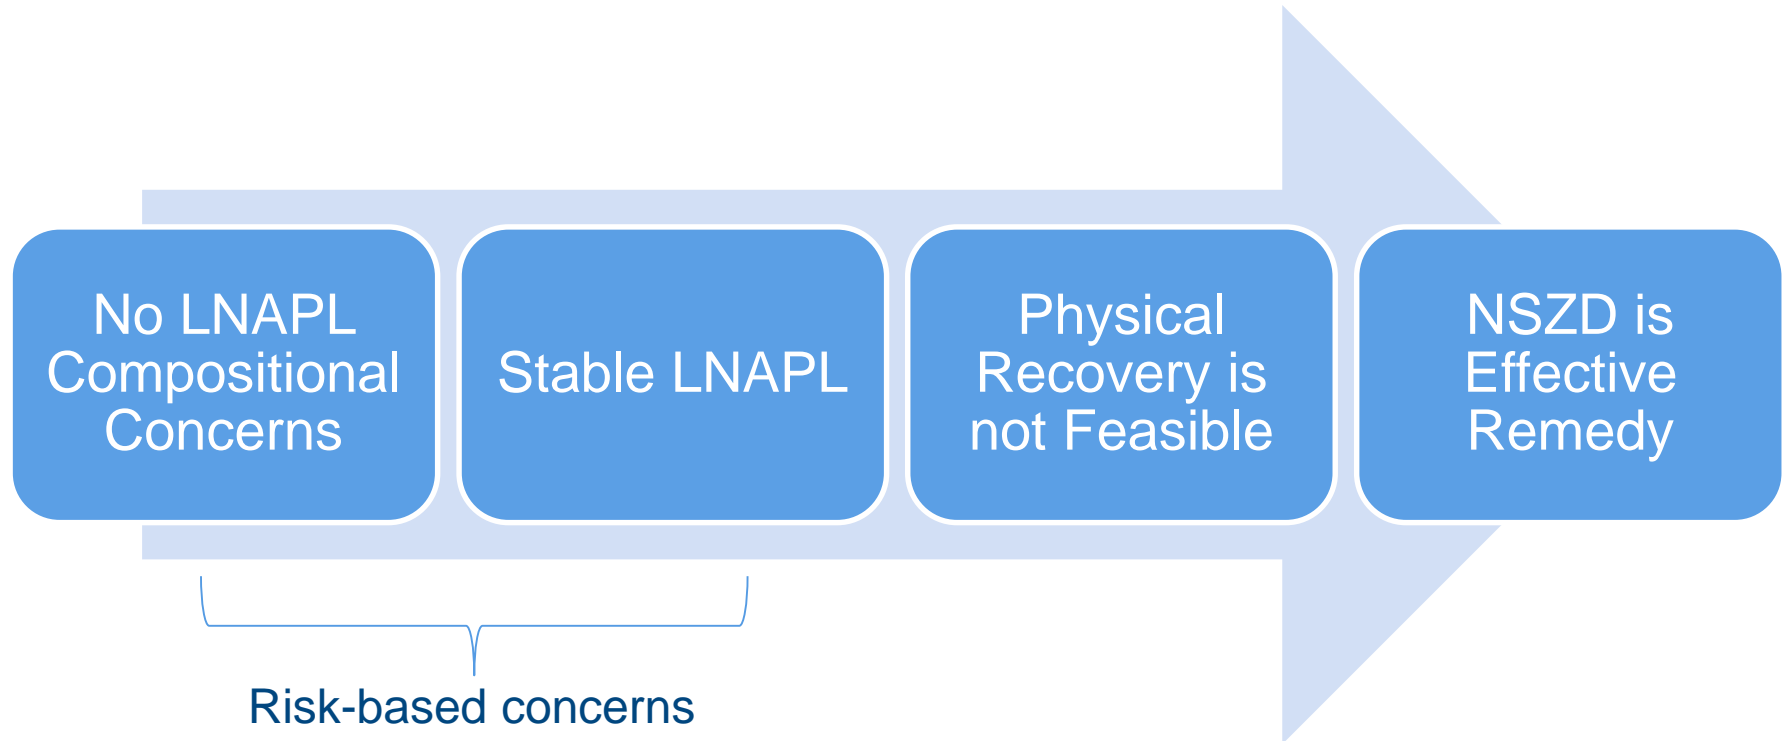 No LNAPL
Compositional
Concerns
Stable LNAPL
Physical
Recovery is
not Feasible
NSZD is
Effective
Remedy
Risk-based concerns